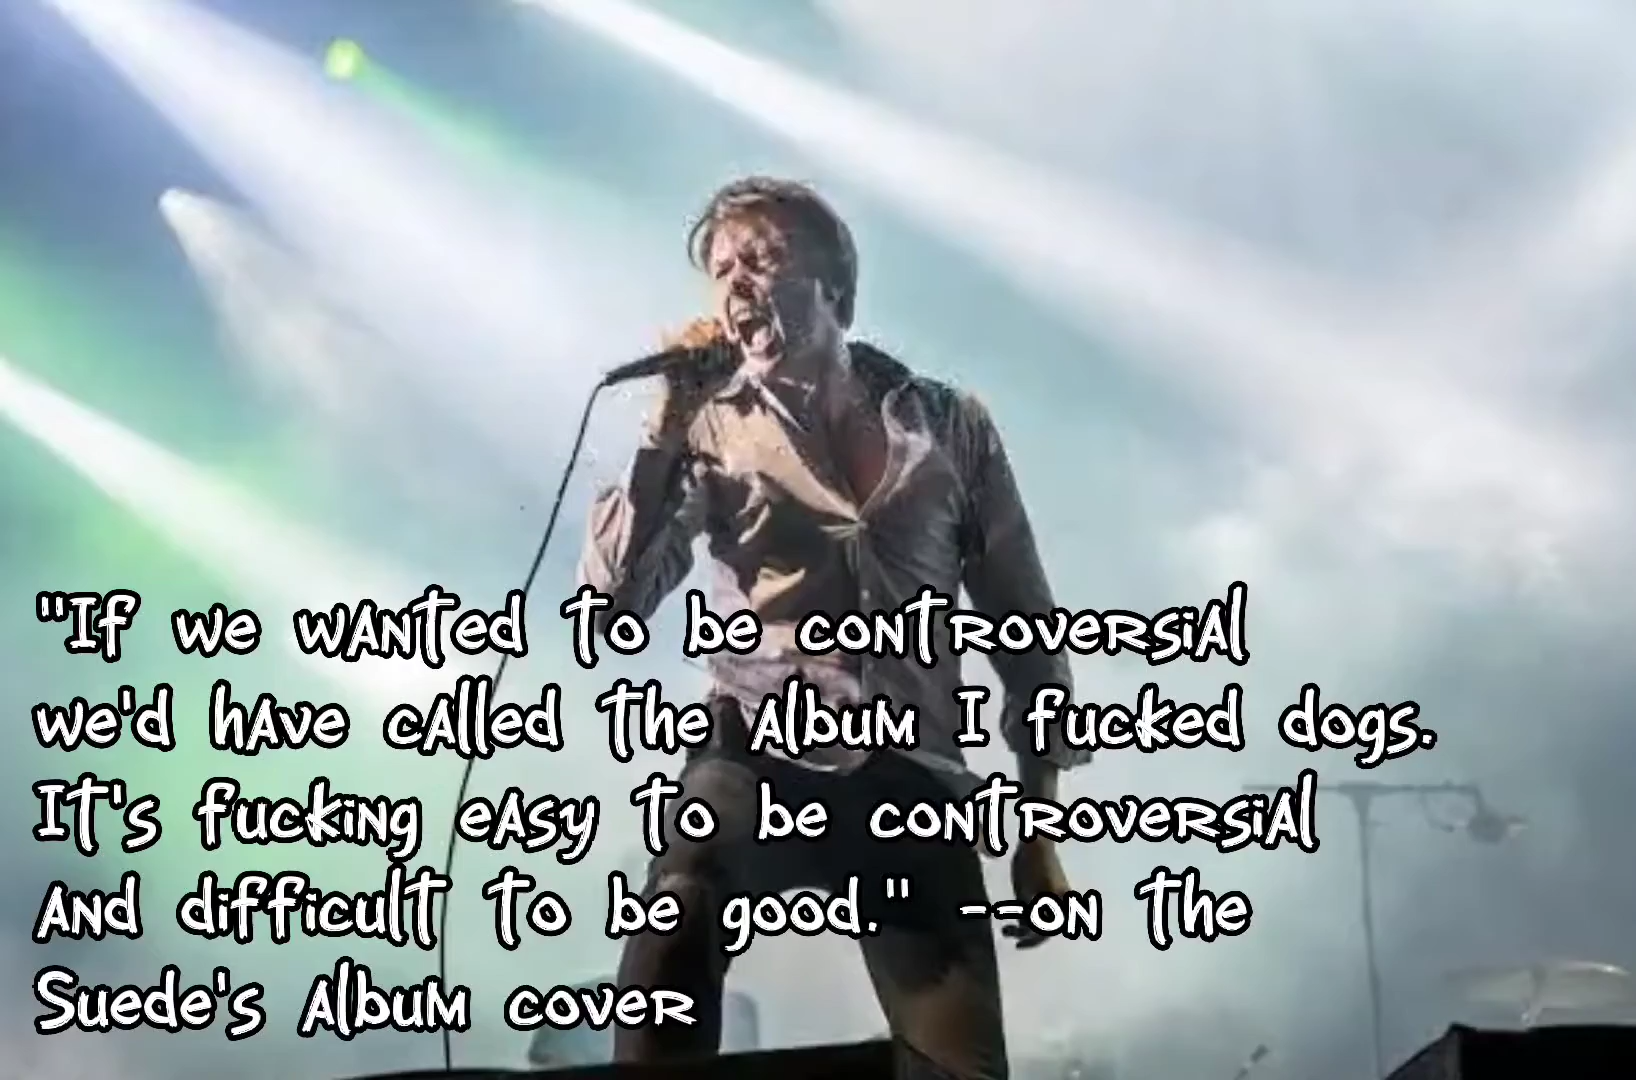 "If we wanted to be controversial
we'd have called the album I fucked dogs.
It's fucking easy to be controversial
and difficult to be good." --on the
Suede's album cover